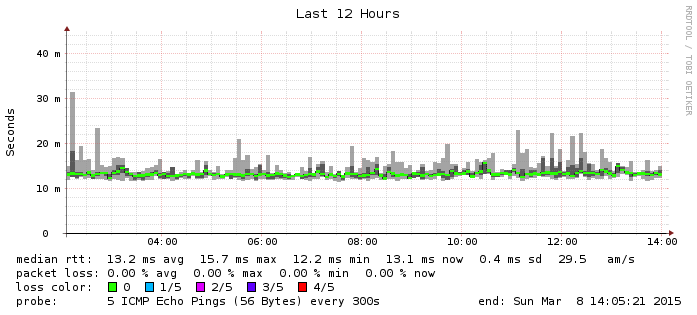 Last 12 Hours
RRDTOOL / TOBI OETIKER
Seconds
40 m
30 m
20 m
10 m
0
04:00 06:00 08:00 10:00 12:00 14:00
median rtt: 13.2 ms avg 15.7 ms max 12.2 ms min 13.1 ms now 0.4 ms sd 29.5 am/s
packet loss: 0.00 % avg 0.00 % max 0.00 % min 0.00 % now
loss color: 0 1/5 2/5 3/5 4/5
probe: 5 ICMP Echo Pings (56 Bytes) every 300s end: Sun Mar 8 14:05:21 2015